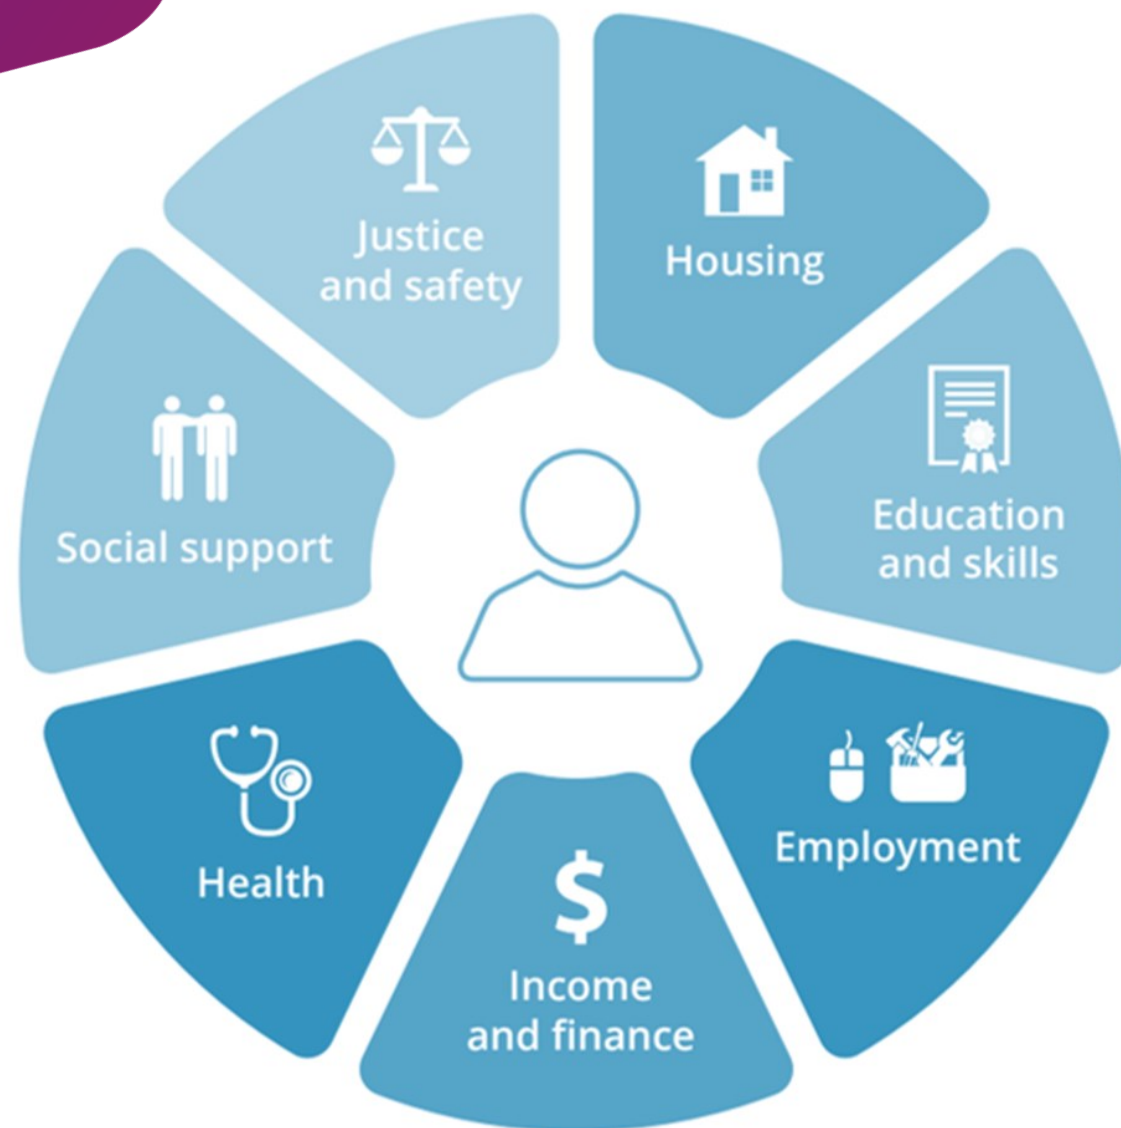 Justice
and safety
Housing
Education
and skills
Employment
$
Income
and finance
Health
Social support